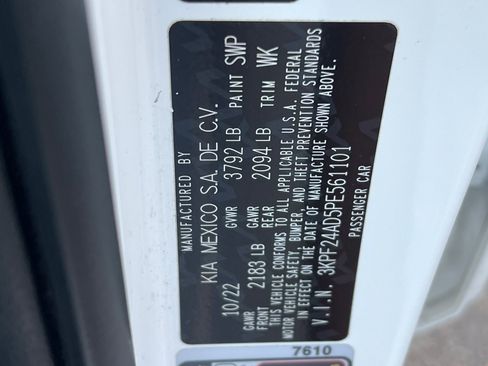 MANUFACTURED BY
KIA MEXICO S.A. DE C.V.
10/22 GVWR 3792 LB PAINT SWP
GAWR FRONT 2183 LB GAWR REAR 2094 LB TRIM WK
THIS VEHICLE CONFORMS TO ALL APPLICABLE U.S.A. FEDERAL
MOTOR VEHICLE SAFETY, BUMPER, AND THEFT PREVENTION STANDARDS
IN EFFECT ON THE DATE OF MANUFACTURE SHOWN ABOVE.
V.I.N. 3KPF24AD5PE561101
PASSENGER CAR
7610